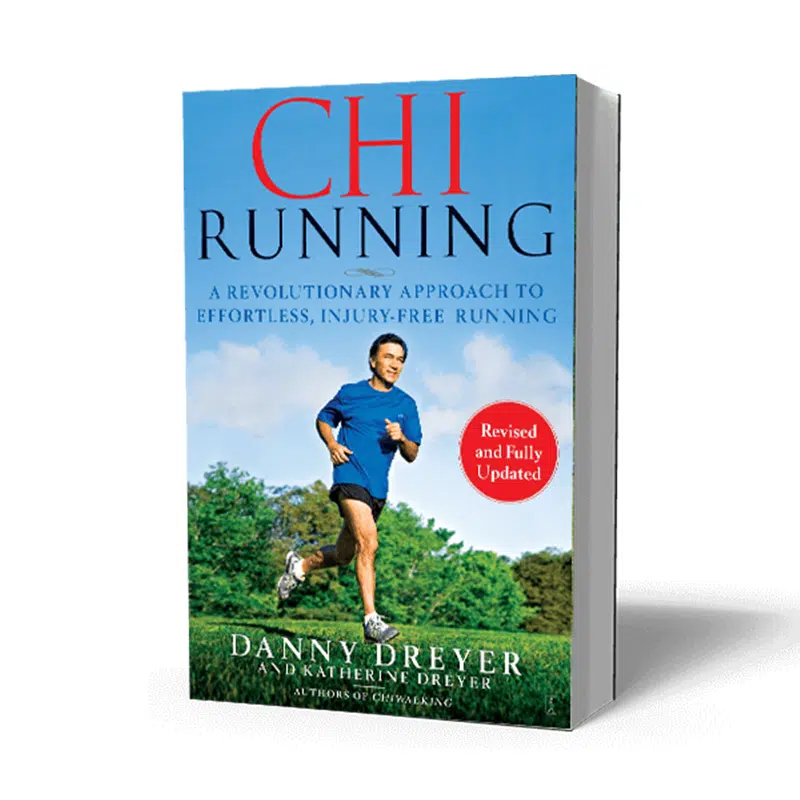 CHI
RUNNING
A REVOLUTIONARY APPROACH TO
EFFORTLESS, INJURY-FREE RUNNING
Revised
and Fully
Updated
DANNY DREYER
AND KATHERINE DREYER
AUTHORS OF CHIWALKING